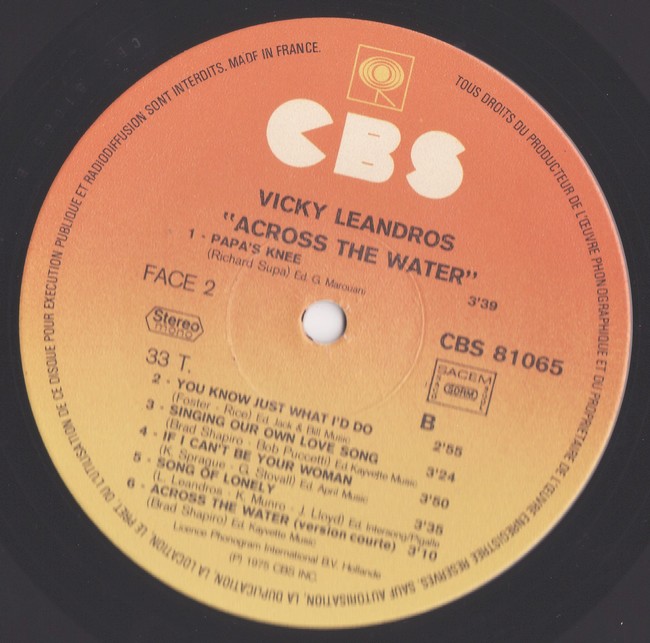 TOUS DROITS DU PRODUCTEUR DE L'ŒUVRE PHONOGRAPHIQUE ET DU PROPRIETAIRE DE L'ŒUVRE ENREGISTREE RESERVES. SAUF AUTORISATION, LA DUPLICATION, LA LOCATION, LE PRET, OU L'UTILISATION DE CE DISQUE POUR EXECUTION PUBLIQUE ET RADIODIFFUSION SONT INTERDITS. MADE IN FRANCE.
CBS
VICKY LEANDROS
"ACROSS THE WATER"
1 - PAPA'S KNEE
(Richard Supa) Ed. G. Marouani
3'39
FACE 2
Stereo
mono
CBS 81065
33 T.
SACEM
B
2 - YOU KNOW JUST WHAT I'D DO
(Foster - Rice) Ed. Jack & Bill Music
2'55
3 - SINGING OUR OWN LOVE SONG
(Brad Shapiro - Bob Puccetti) Ed Kayvette Music
3'24
4 - IF I CAN'T BE YOUR WOMAN
(K. Sprague - G. Stovall) Ed. April Music
3'50
5 - SONG OF LONELY
(L. Leandros - K. Munro - J. Lloyd) Ed. Intersong/Pigalle
3'35
6 - ACROSS THE WATER (version courte)
3'10
(Brad Shapiro) Ed. Kayvette Music
Licence Phonogram International B.V. Hollande
(P) 1975 CBS INC.